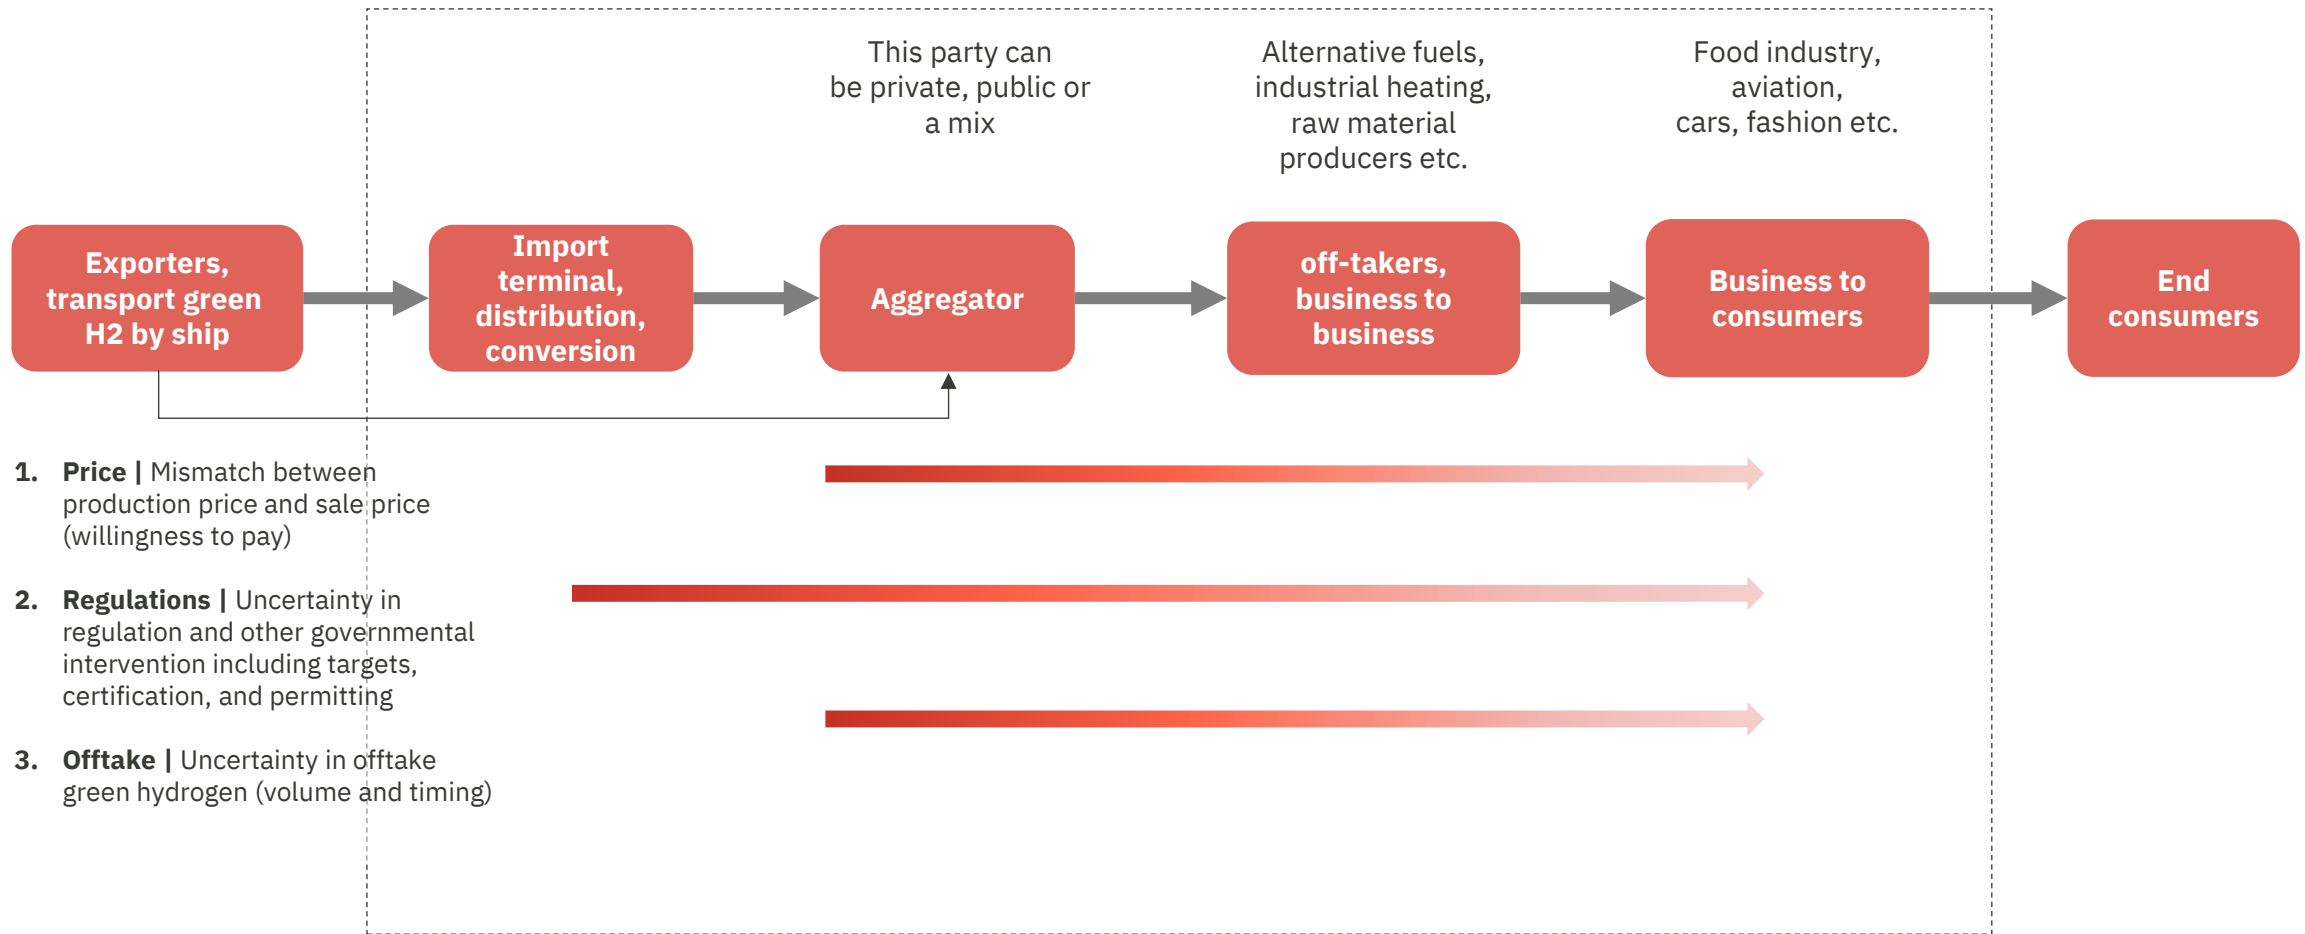 This party can
be private, public or
a mix
Alternative fuels,
industrial heating,
raw material
producers etc.
Food industry,
aviation,
cars, fashion etc.
Exporters,
transport green
H2 by ship
Import
terminal,
distribution,
conversion
Aggregator
off-takers,
business to
business
Business to
consumers
End
consumers
1. Price | Mismatch between
production price and sale price
(willingness to pay)
2. Regulations | Uncertainty in
regulation and other governmental
intervention including targets,
certification, and permitting
3. Offtake | Uncertainty in offtake
green hydrogen (volume and timing)